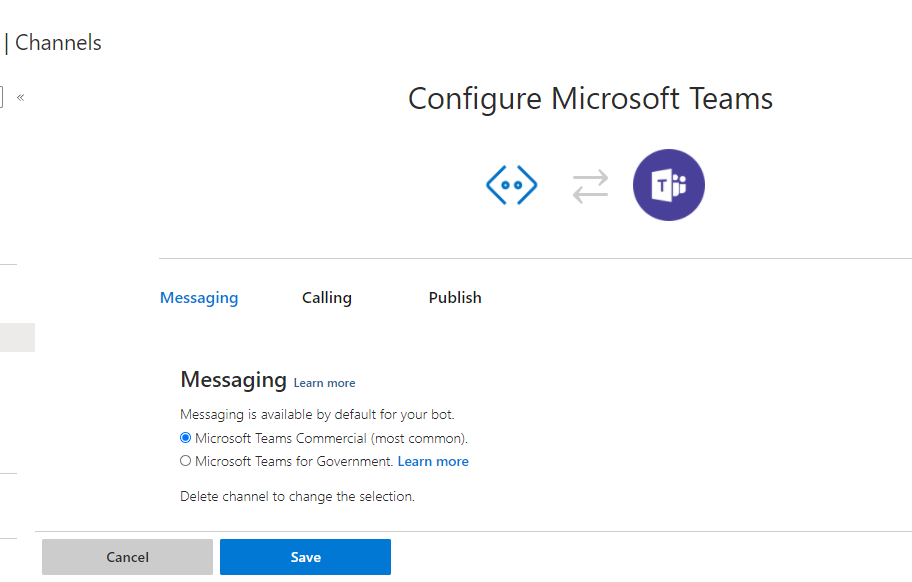 | Channels
«
Configure Microsoft Teams
T
Messaging Calling Publish
Messaging Learn more
Messaging is available by default for your bot.
Microsoft Teams Commercial (most common).
Microsoft Teams for Government. Learn more
Delete channel to change the selection.
Cancel Save